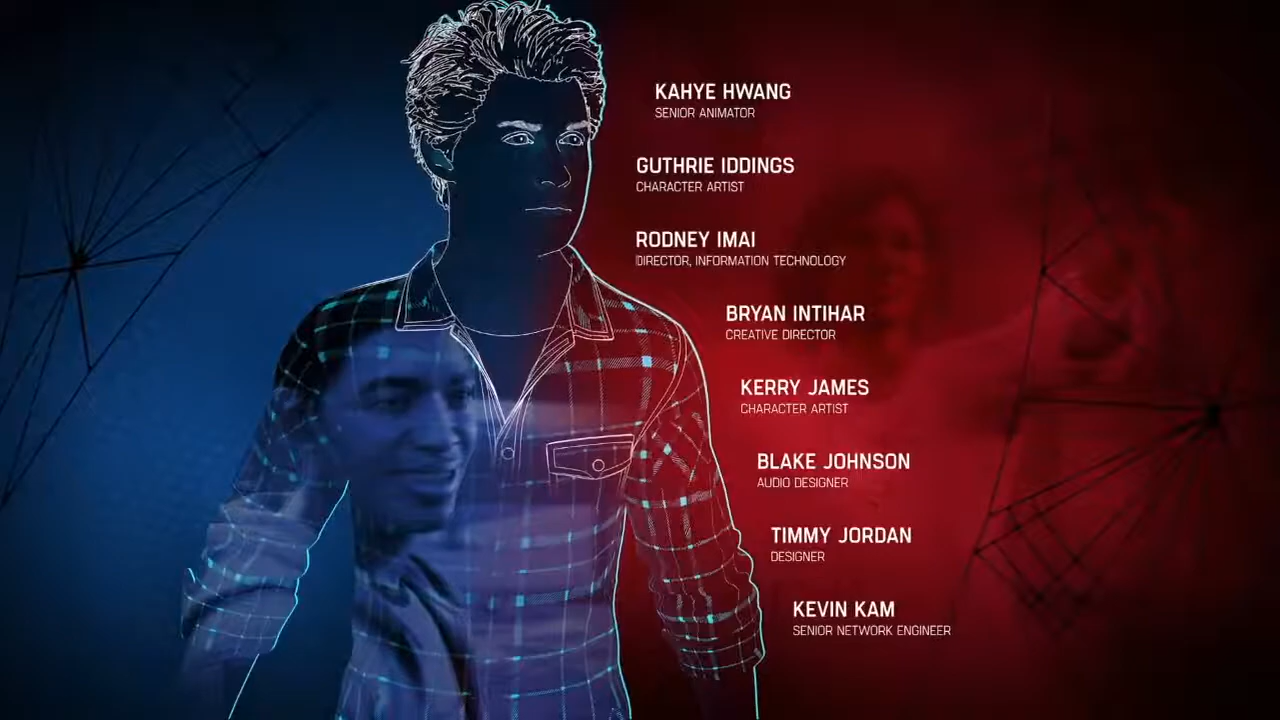 KAHYE HWANG
SENIOR ANIMATOR
GUTHRIE IDDINGS
CHARACTER ARTIST
RODNEY IMAI
DIRECTOR, INFORMATION TECHNOLOGY
BRYAN INTIHAR
CREATIVE DIRECTOR
KERRY JAMES
CHARACTER ARTIST
BLAKE JOHNSON
AUDIO DESIGNER
TIMMY JORDAN
DESIGNER
KEVIN KAM
SENIOR NETWORK ENGINEER